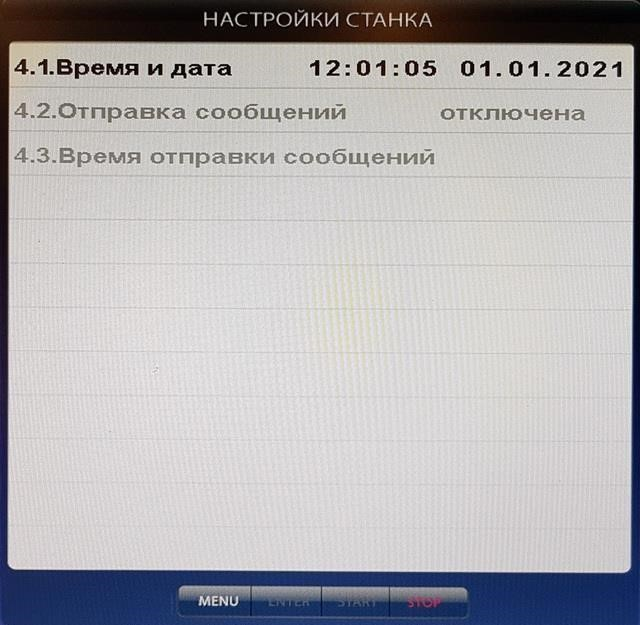 НАСТРОЙКИ СТАНКА
4.1.Время и дата 12:01:05 01.01.2021
4.2.Отправка сообщений отключена
4.3.Время отправки сообщений
MENU ENTER START STOP